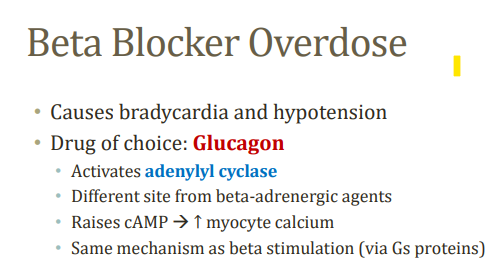 Beta Blocker Overdose
• Causes bradycardia and hypotension
• Drug of choice: Glucagon
• Activates adenylyl cyclase
• Different site from beta-adrenergic agents
• Raises cAMP → ↑ myocyte calcium
• Same mechanism as beta stimulation (via Gs proteins)